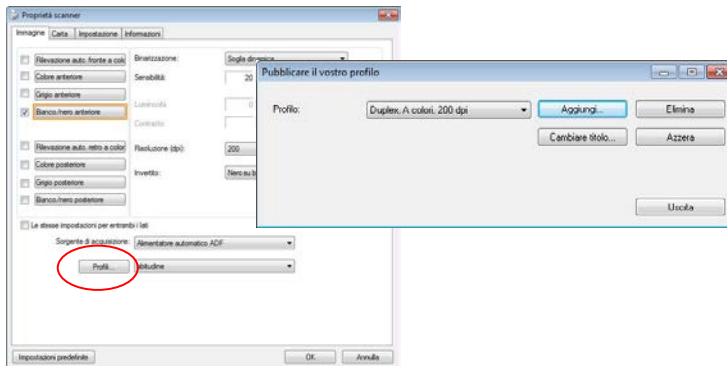 Proprietà scanner
Immagine Carta Impostazione Informazioni
Rilevazione auto. fronte a colo
Binarizzazione: Soglia dinamica
Colore anteriore
Sensibilità: 20
Grigio anteriore
Luminosità 0
Bianco/nero anteriore
Contrasto:
Rilevazione auto. retro a color
Risoluzione (dpi): 200
Colore posteriore
Invertito: Nero su b
Grigio posteriore
Bianco/nero posteriore
Le stesse impostazioni per entrambi i lati
Sorgente di acquisizione: Alimentatore automatico ADF
Profili... abitudine
Impostazioni predefinite OK Annulla
Pubblicare il vostro profilo
Profilo: Duplex, A colori, 200 dpi Aggiungi... Elimina
Cambiare titolo... Azzera
Uscita